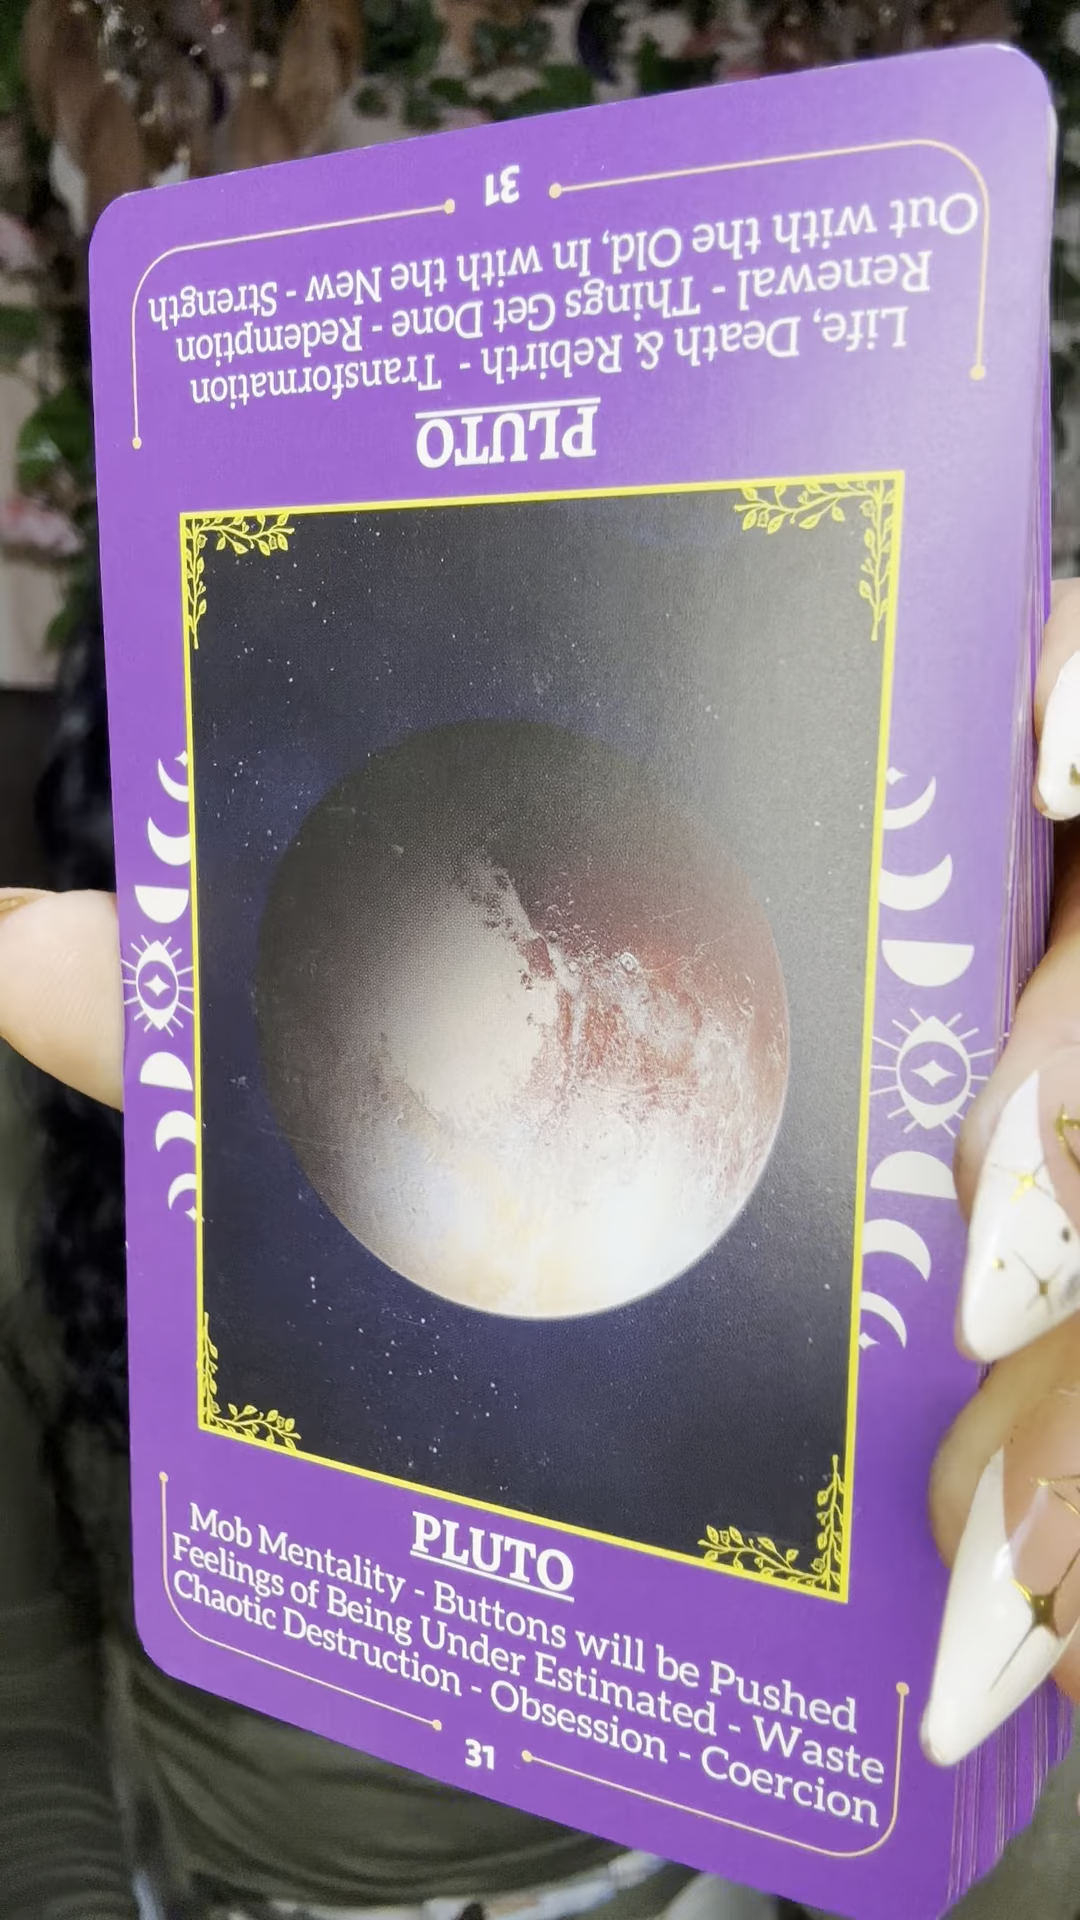 31
Out with the Old, In with the New - Strength
Renewal - Things Get Done - Redemption
Life, Death & Rebirth - Transformation
PLUTO
PLUTO
Mob Mentality - Buttons will be Pushed
Feelings of Being Under Estimated - Waste
Chaotic Destruction - Obsession - Coercion
31